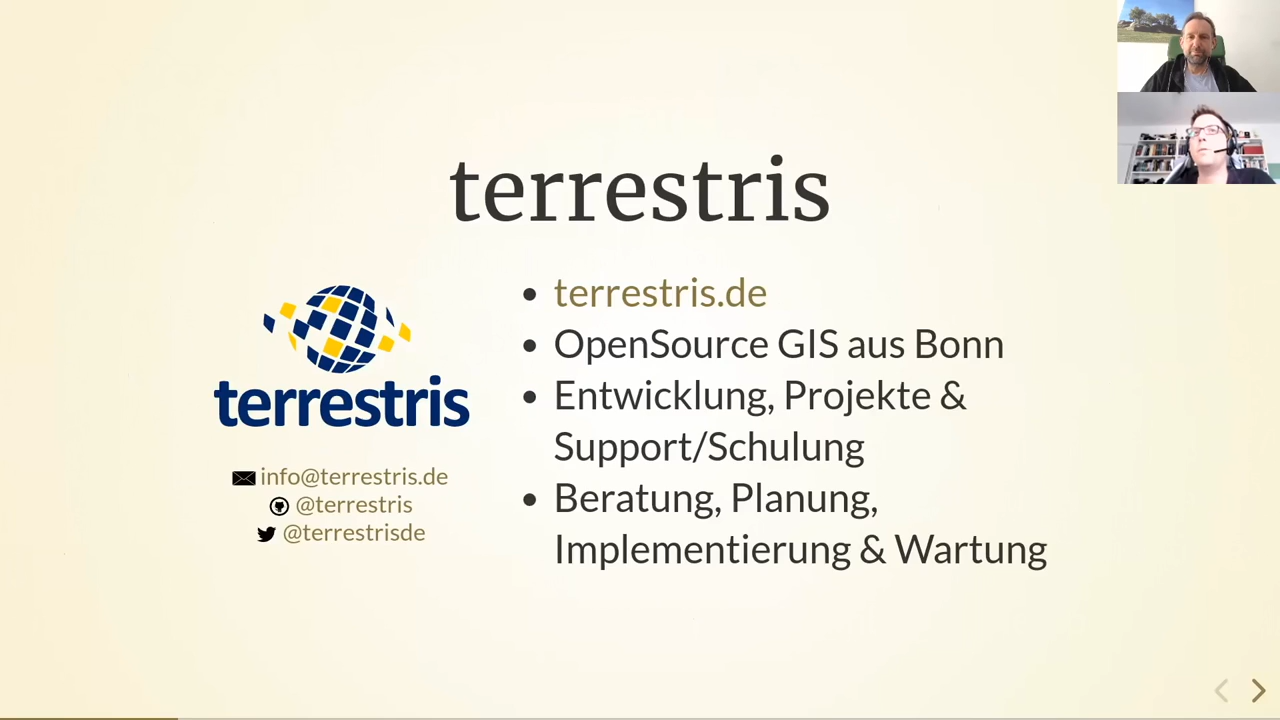 terrestris
terrestris
info@terrestris.de
@terrestris
@terrestrisde
terrestris.de
OpenSource GIS aus Bonn
Entwicklung, Projekte &
Support/Schulung
Beratung, Planung,
Implementierung & Wartung